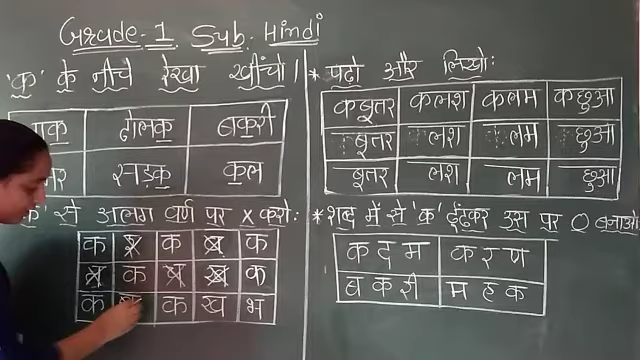 Grade-1 Sub. Hindi
'क' के नीचे रेखा खींचो।
ढोलक बकरी
सड़क कल
से अलग वर्ण पर x करो:
क क क
क क
क क ख भ
* पढ़ो और लिखो:
कबूतर कलश कलम कछुआ
बूतर लश लम छुआ
बूतर लश लम छुआ
* शब्द में से 'क' ढूंढकर उस पर O बनाओ:
क द म क र ण
ब क री म ह क